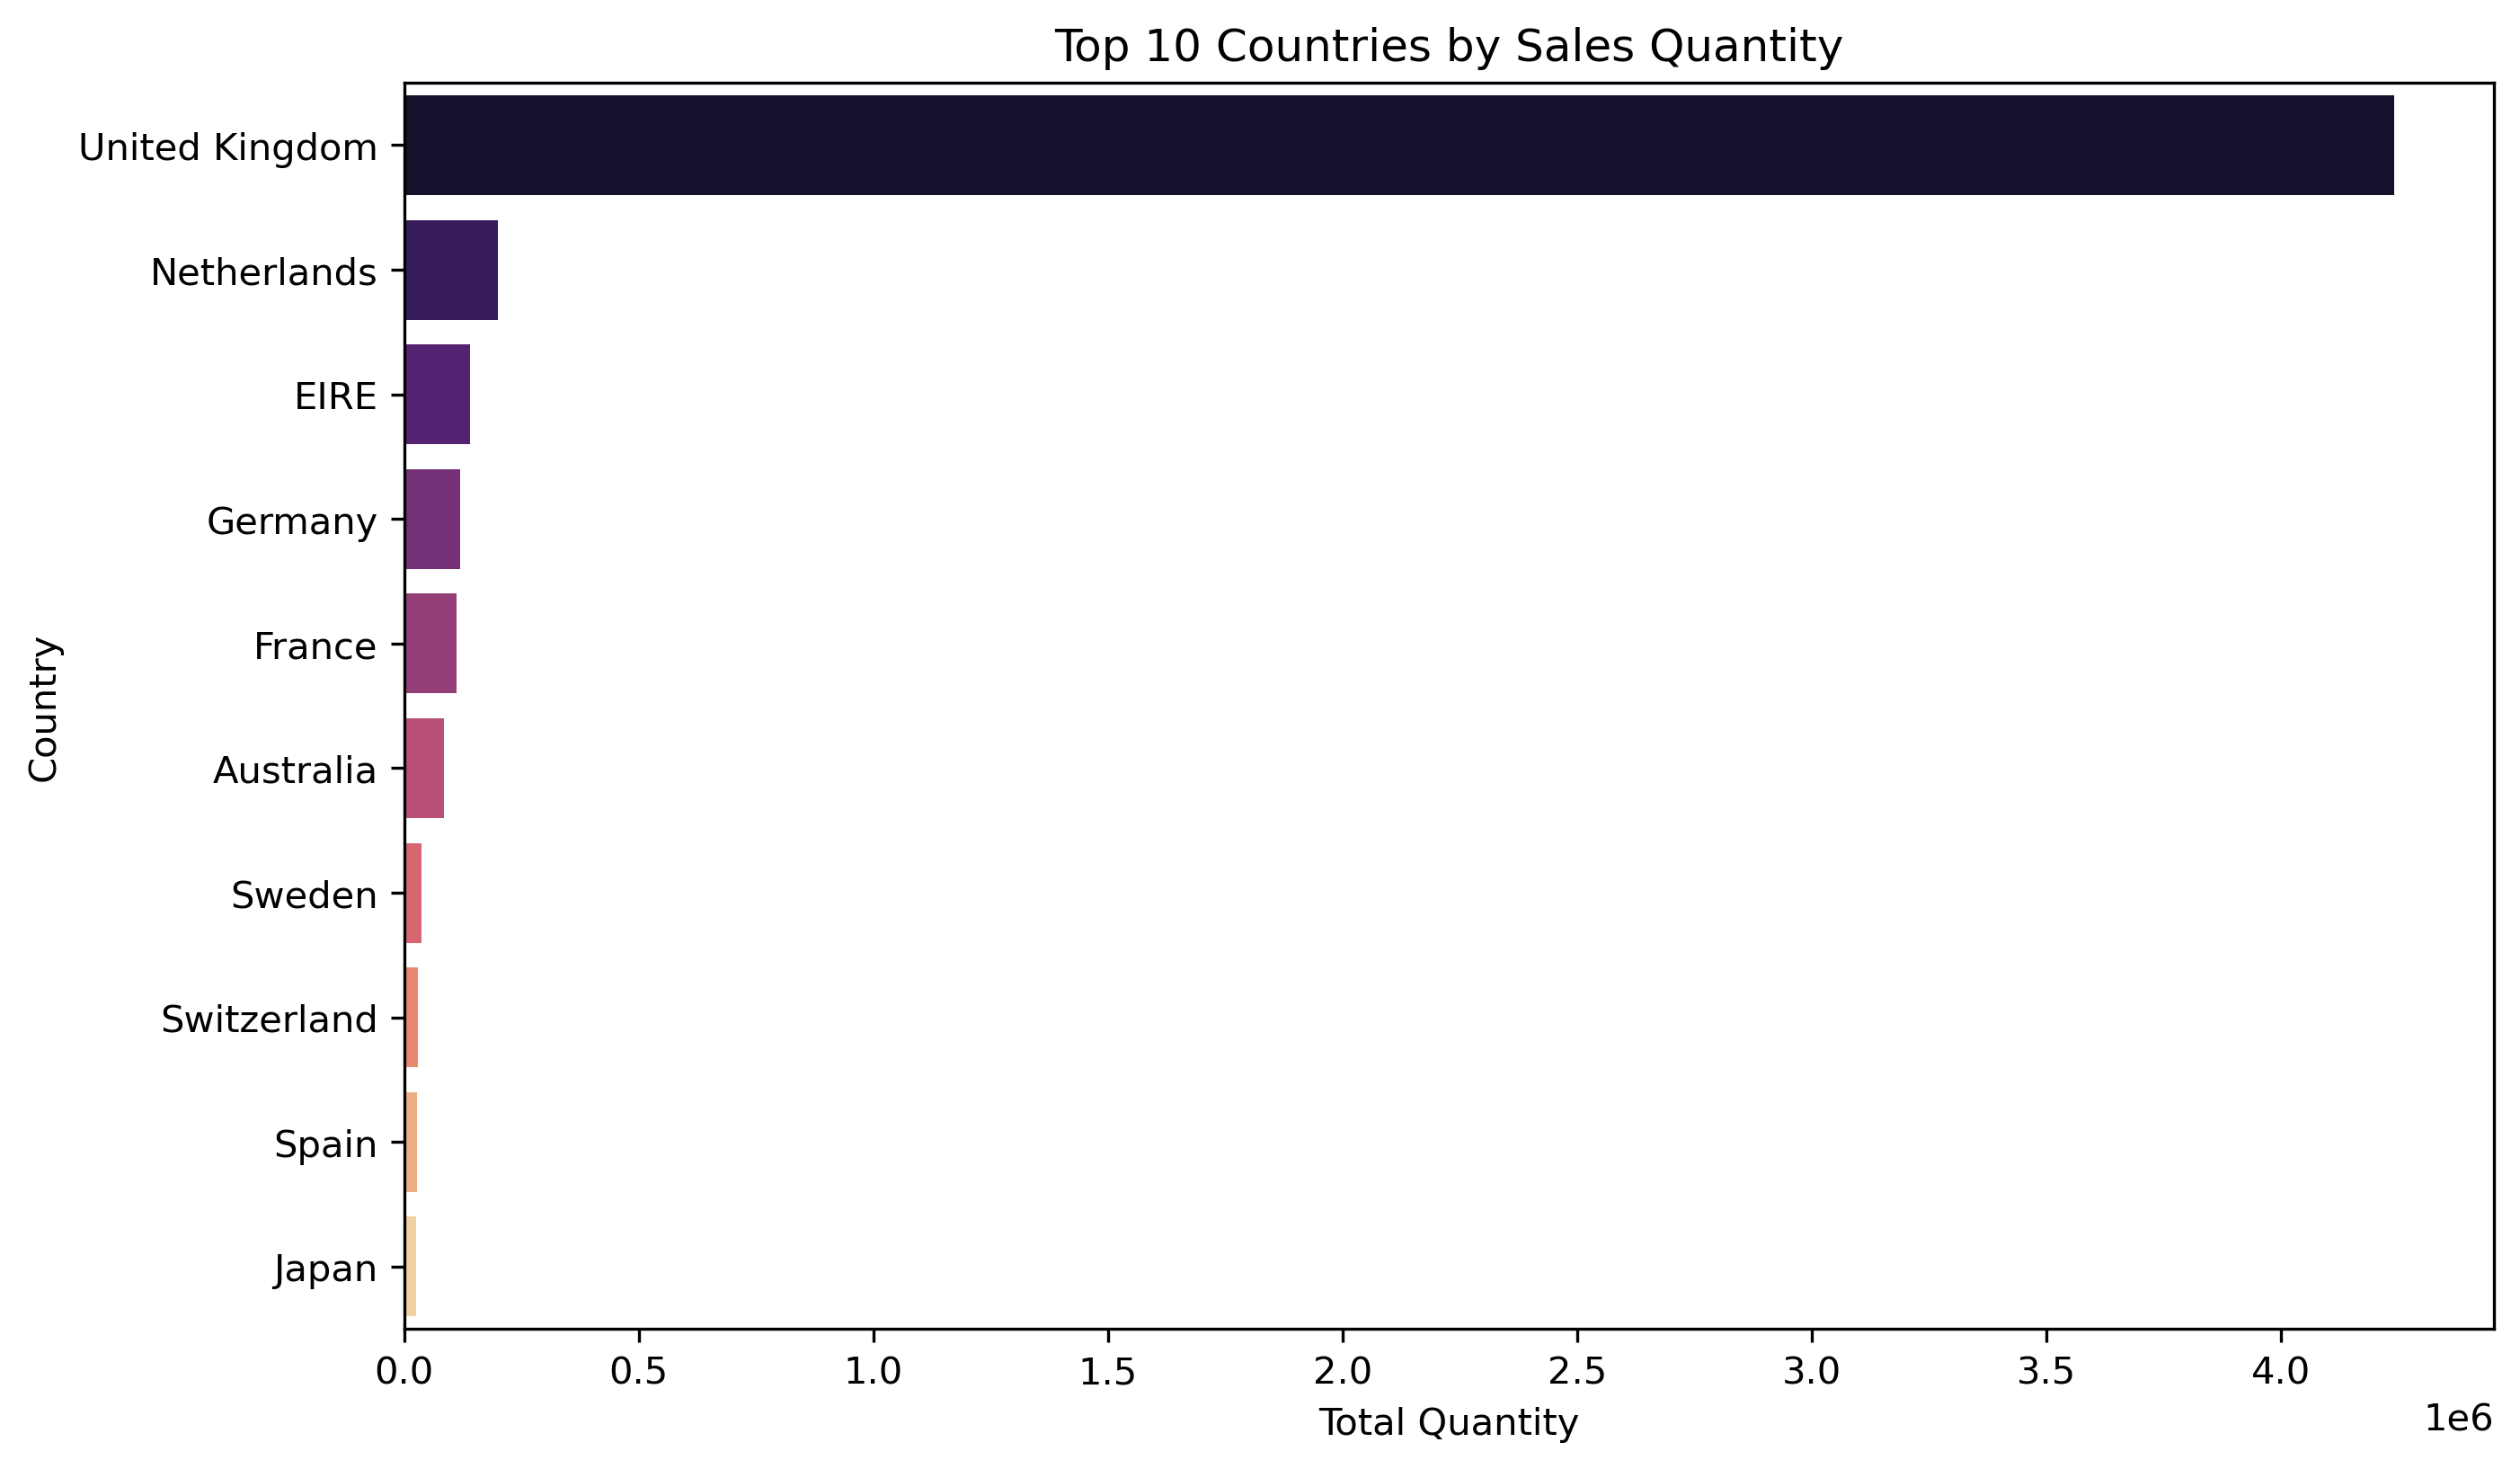 Top 10 Countries by Sales Quantity
United Kingdom
Netherlands
EIRE
Germany
France
Australia
Sweden
Switzerland
Spain
Japan
Country
0.0 0.5 1.0 1.5 2.0 2.5 3.0 3.5 4.0
1e6
Total Quantity